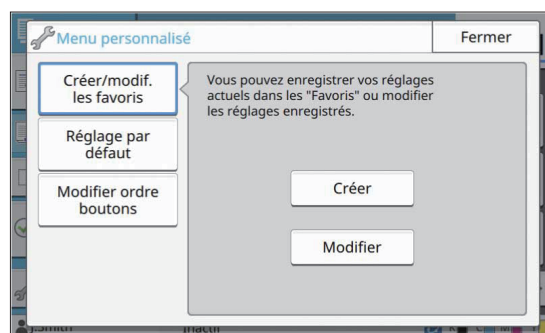 Menu personnalisé
Fermer
Créer/modif.
les favoris
Réglage par
défaut
Modifier ordre
boutons
Vous pouvez enregistrer vos réglages
actuels dans les "Favoris" ou modifier
les réglages enregistrés.
Créer
Modifier